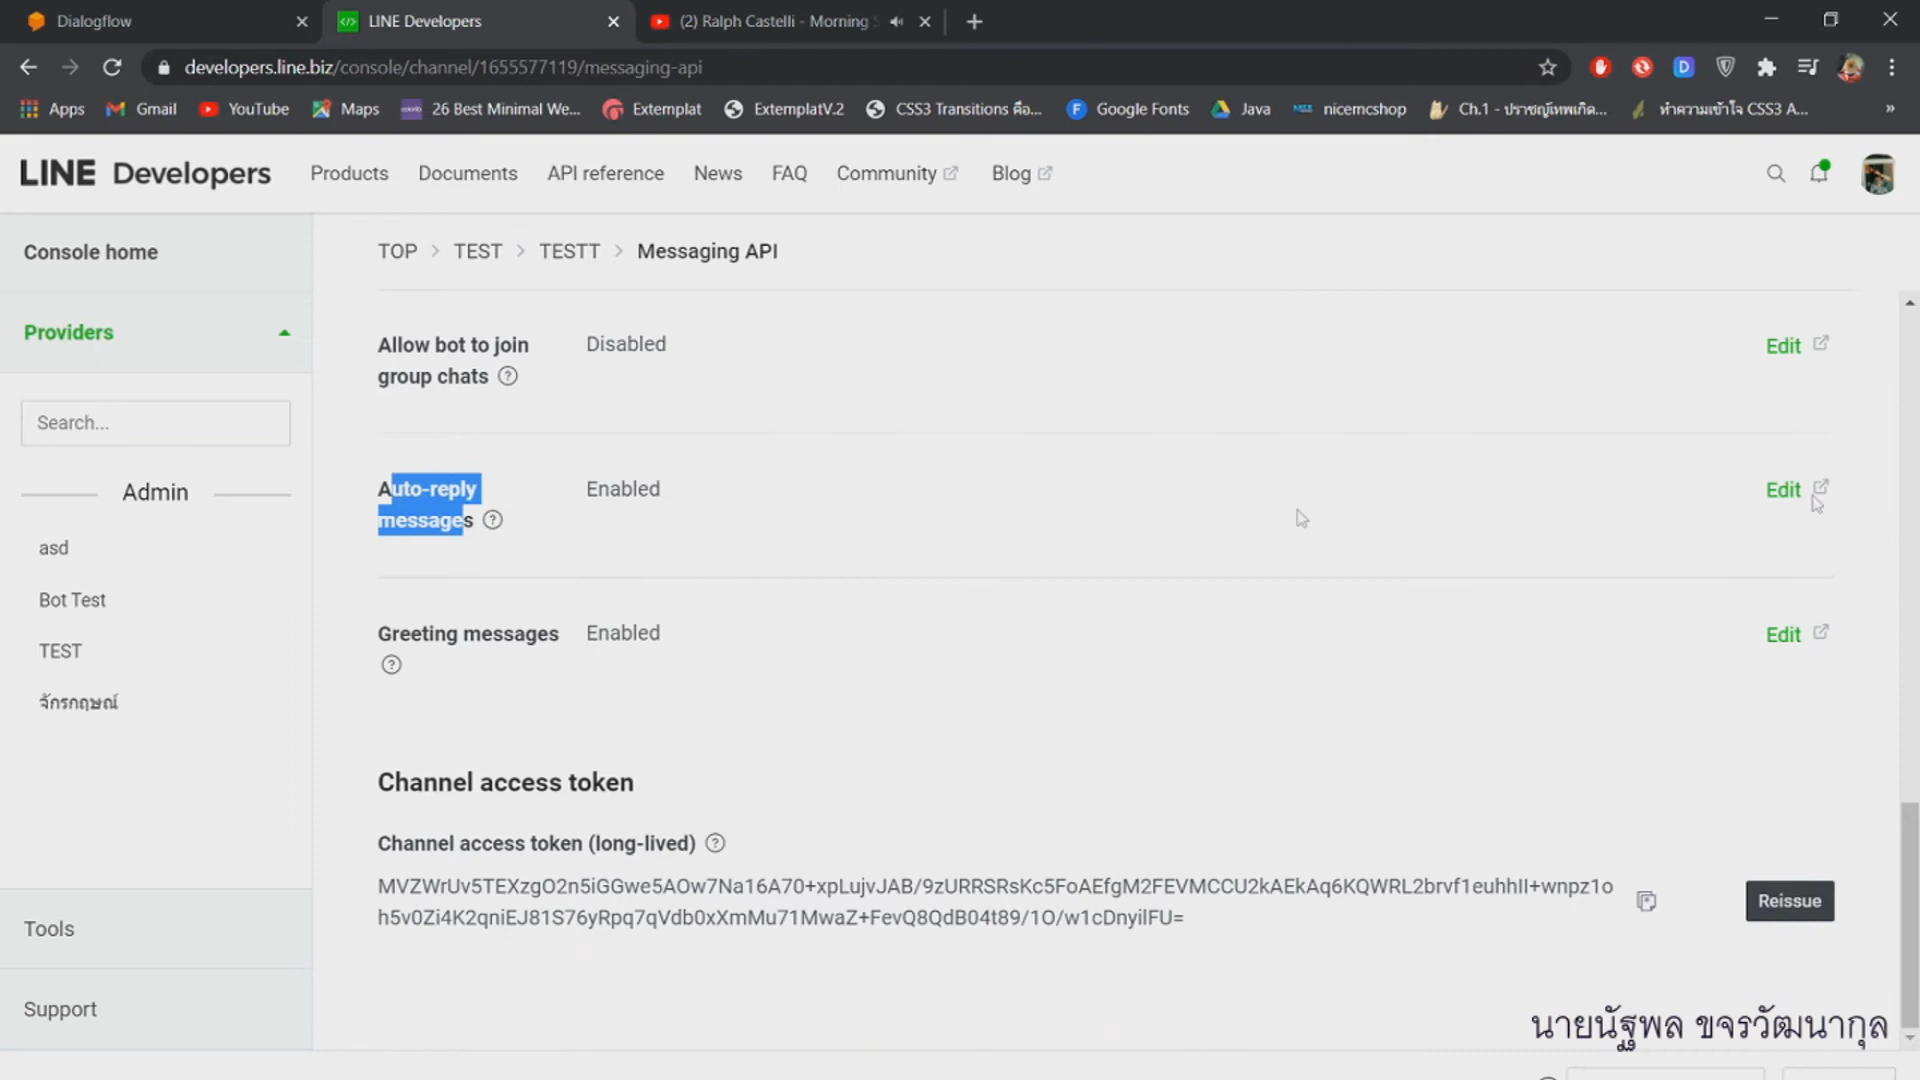 Dialogflow
LINE Developers
(2) Ralph Castelli - Morning S
developers.line.biz/console/channel/1655577119/messaging-api
Apps
Gmail
YouTube
Maps
26 Best Minimal We...
Extemplat
ExtemplatV.2
CSS3 Transitions คือ...
Google Fonts
Java
nicemcshop
Ch.1 - ปราชญ์เทพเกิด...
ทำความเข้าใจ CSS3 A...
LINE Developers
Products
Documents
API reference
News
FAQ
Community
Blog
Console home
Providers
Search...
Admin
asd
Bot Test
TEST
จักรกฤษณ์
Tools
Support
TOP > TEST > TESTT > Messaging API
Allow bot to join
group chats
Disabled
Edit
Auto-reply
messages
Enabled
Edit
Greeting messages
Enabled
Edit
Channel access token
Channel access token (long-lived)
MVZWrUv5TEXzgO2n5iGGwe5AOw7Na16A70+xpLujvJAB/9zURRSRsKc5FoAEfgM2FEVMCCU2kAEkAq6KQWRL2brvf1euhhII+wnpz1o
h5v0Zi4K2qniEJ81S76yRpq7qVdb0xXmMu71MwaZ+FevQ8QdB04t89/1O/w1cDnyilFU=
Reissue
นายนัฐพล ขจรวัฒนากุล